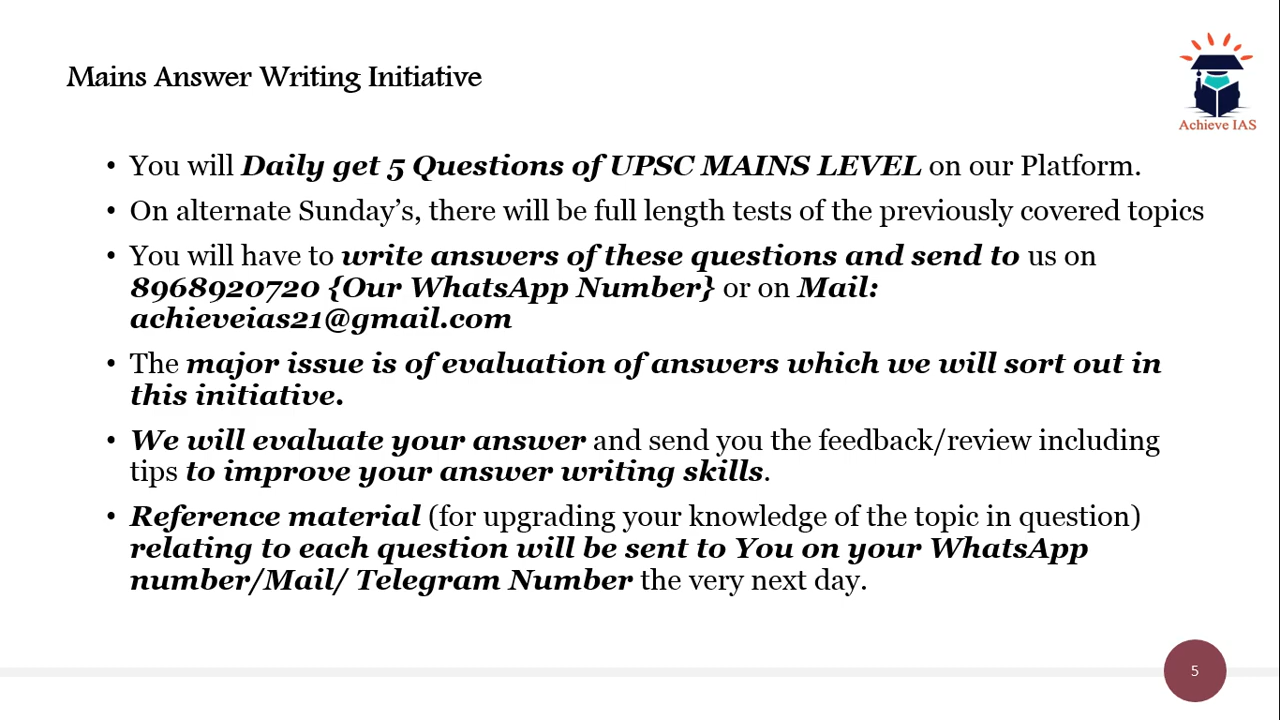 Mains Answer Writing Initiative
Achieve IAS
• You will Daily get 5 Questions of UPSC MAINS LEVEL on our Platform.
• On alternate Sunday’s, there will be full length tests of the previously covered topics
• You will have to write answers of these questions and send to us on
8968920720 {Our WhatsApp Number} or on Mail:
achieveias21@gmail.com
• The major issue is of evaluation of answers which we will sort out in
this initiative.
• We will evaluate your answer and send you the feedback/review including
tips to improve your answer writing skills.
• Reference material (for upgrading your knowledge of the topic in question)
relating to each question will be sent to You on your WhatsApp
number/Mail/ Telegram Number the very next day.
5